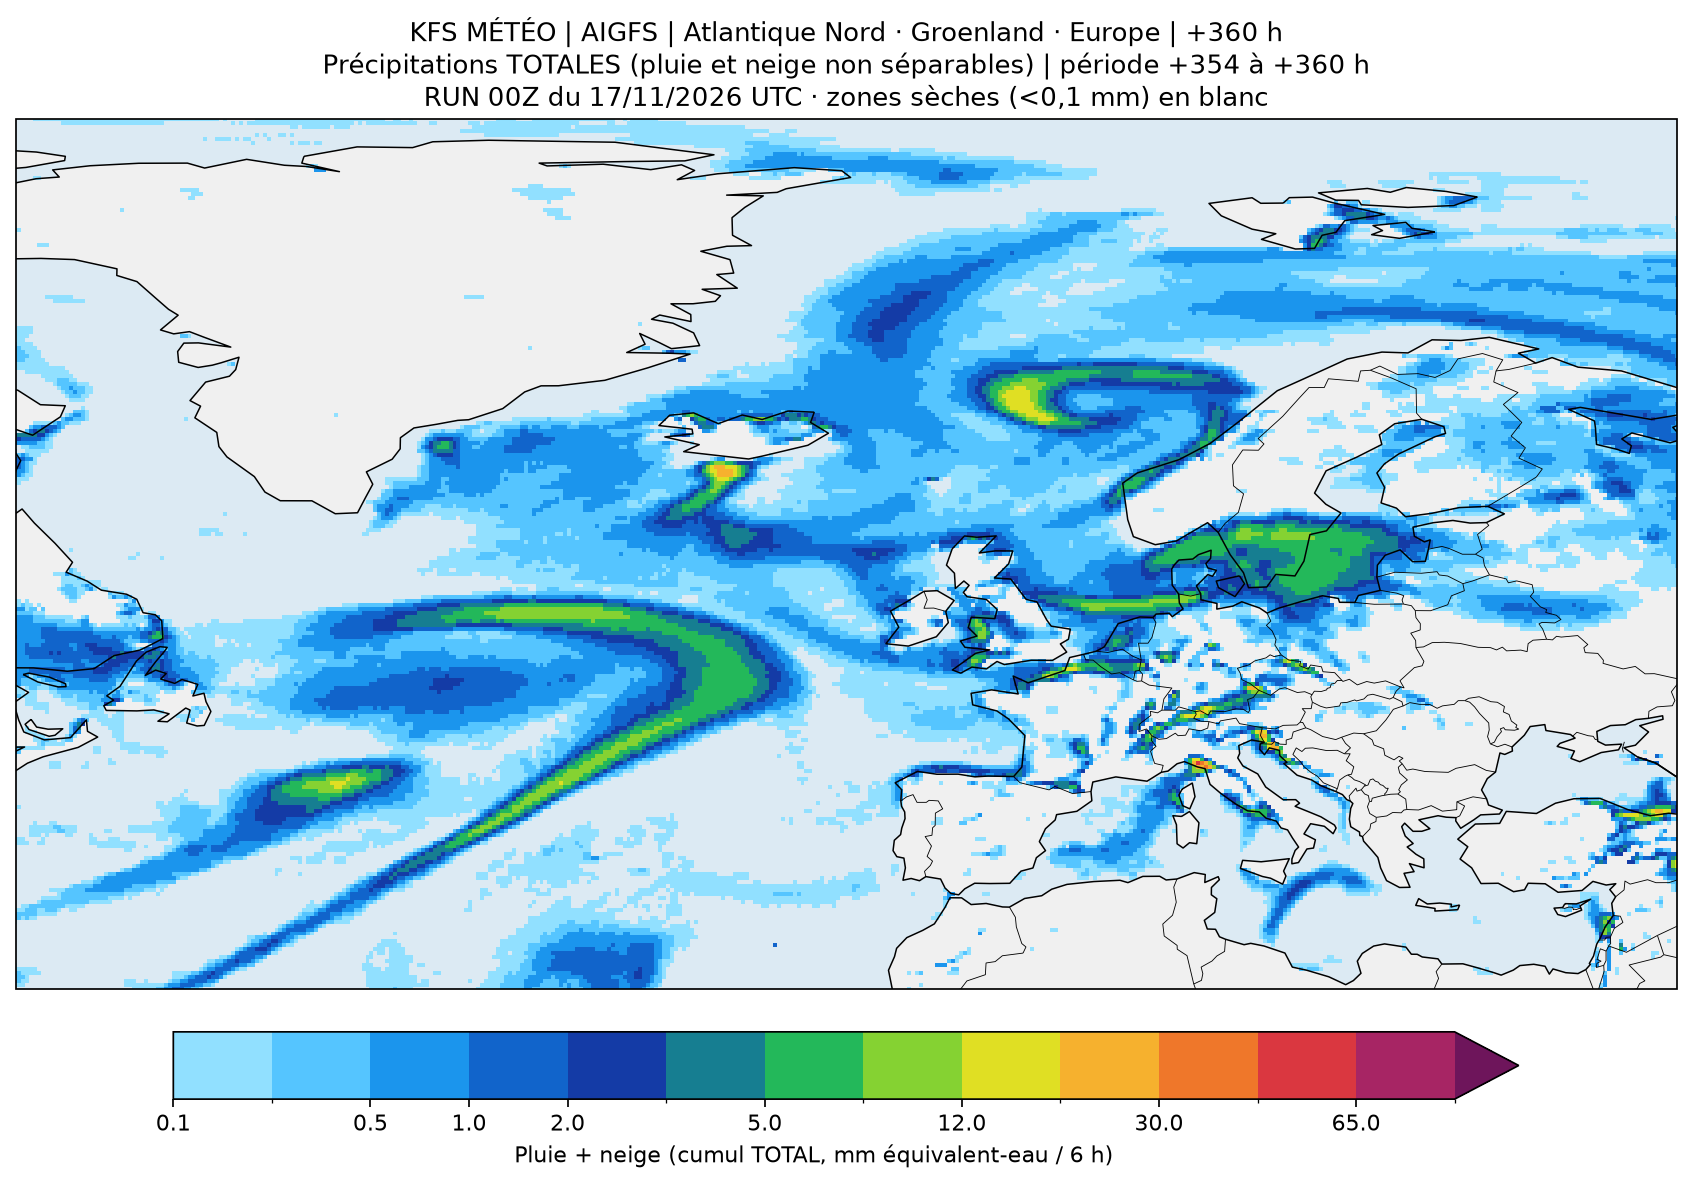 KFS MÉTÉO | AIGFS | Atlantique Nord · Groenland · Europe | +360 h
Précipitations TOTALES (pluie et neige non séparables) | période +354 à +360 h
RUN 00Z du 17/11/2026 UTC · zones sèches (<0,1 mm) en blanc
0.1 0.5 1.0 2.0 5.0 12.0 30.0 65.0
Pluie + neige (cumul TOTAL, mm équivalent-eau / 6 h)